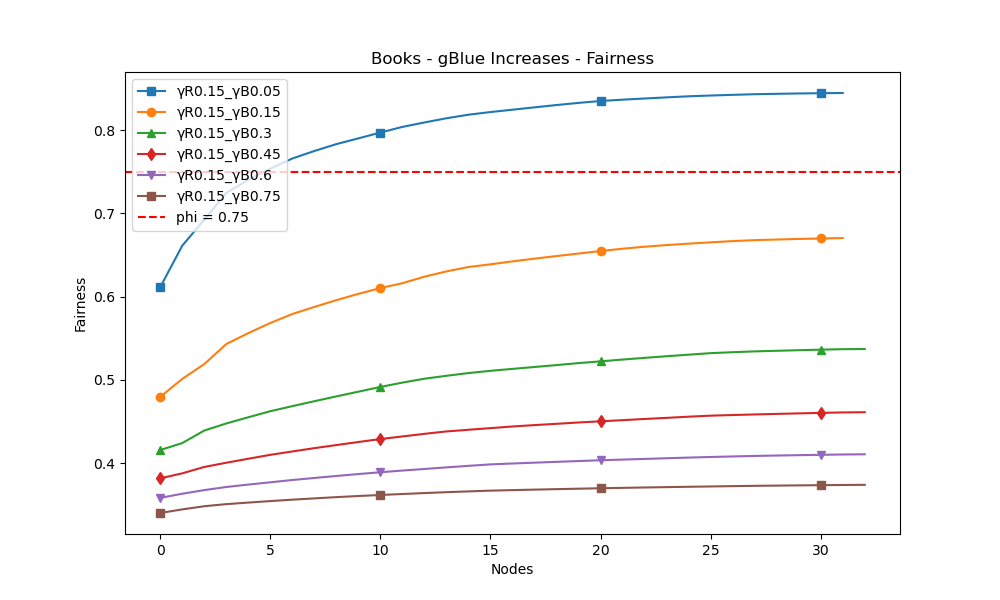 Books - gBlue Increases - Fairness
γR0.15_γB0.05
γR0.15_γB0.15
γR0.15_γB0.3
γR0.15_γB0.45
γR0.15_γB0.6
γR0.15_γB0.75
phi = 0.75
Fairness
0.8
0.7
0.6
0.5
0.4
0 5 10 15 20 25 30
Nodes